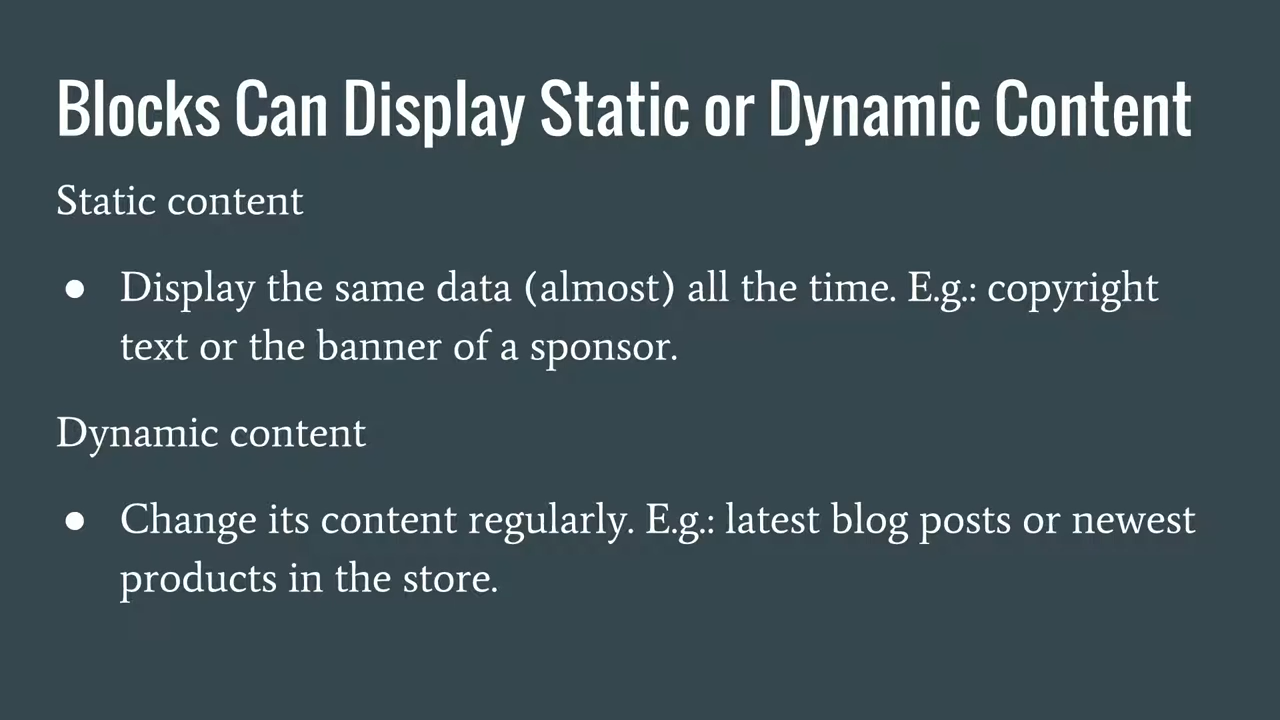 Blocks Can Display Static or Dynamic Content
Static content
● Display the same data (almost) all the time. E.g.: copyright
text or the banner of a sponsor.
Dynamic content
● Change its content regularly. E.g.: latest blog posts or newest
products in the store.